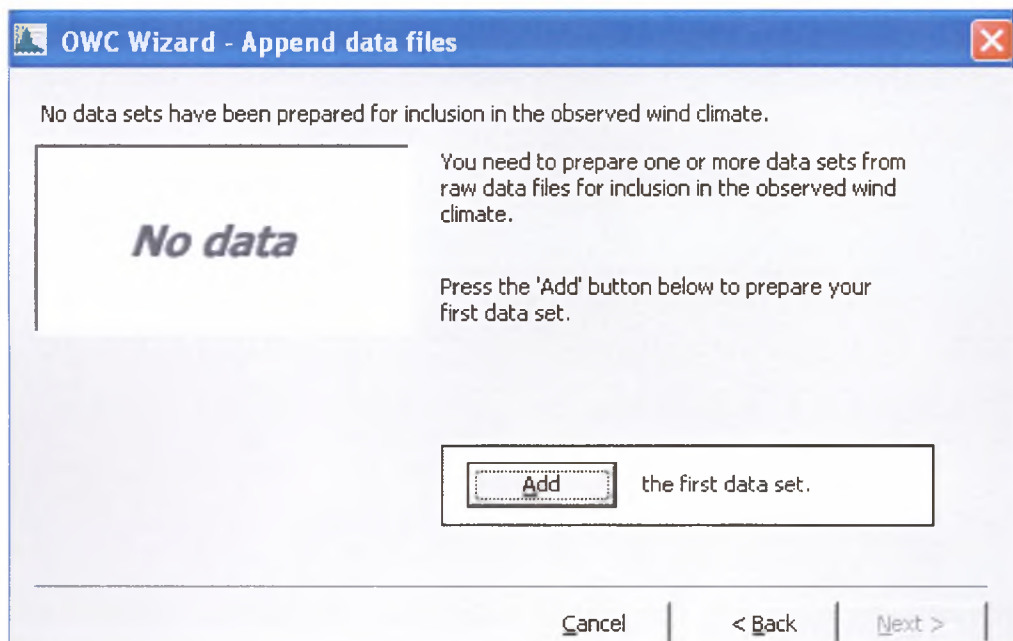 OWC Wizard - Append data files
No data sets have been prepared for inclusion in the observed wind climate.
No data
You need to prepare one or more data sets from
raw data files for inclusion in the observed wind
climate.
Press the 'Add' button below to prepare your
first data set.
Add the first data set.
Cancel < Back Next >